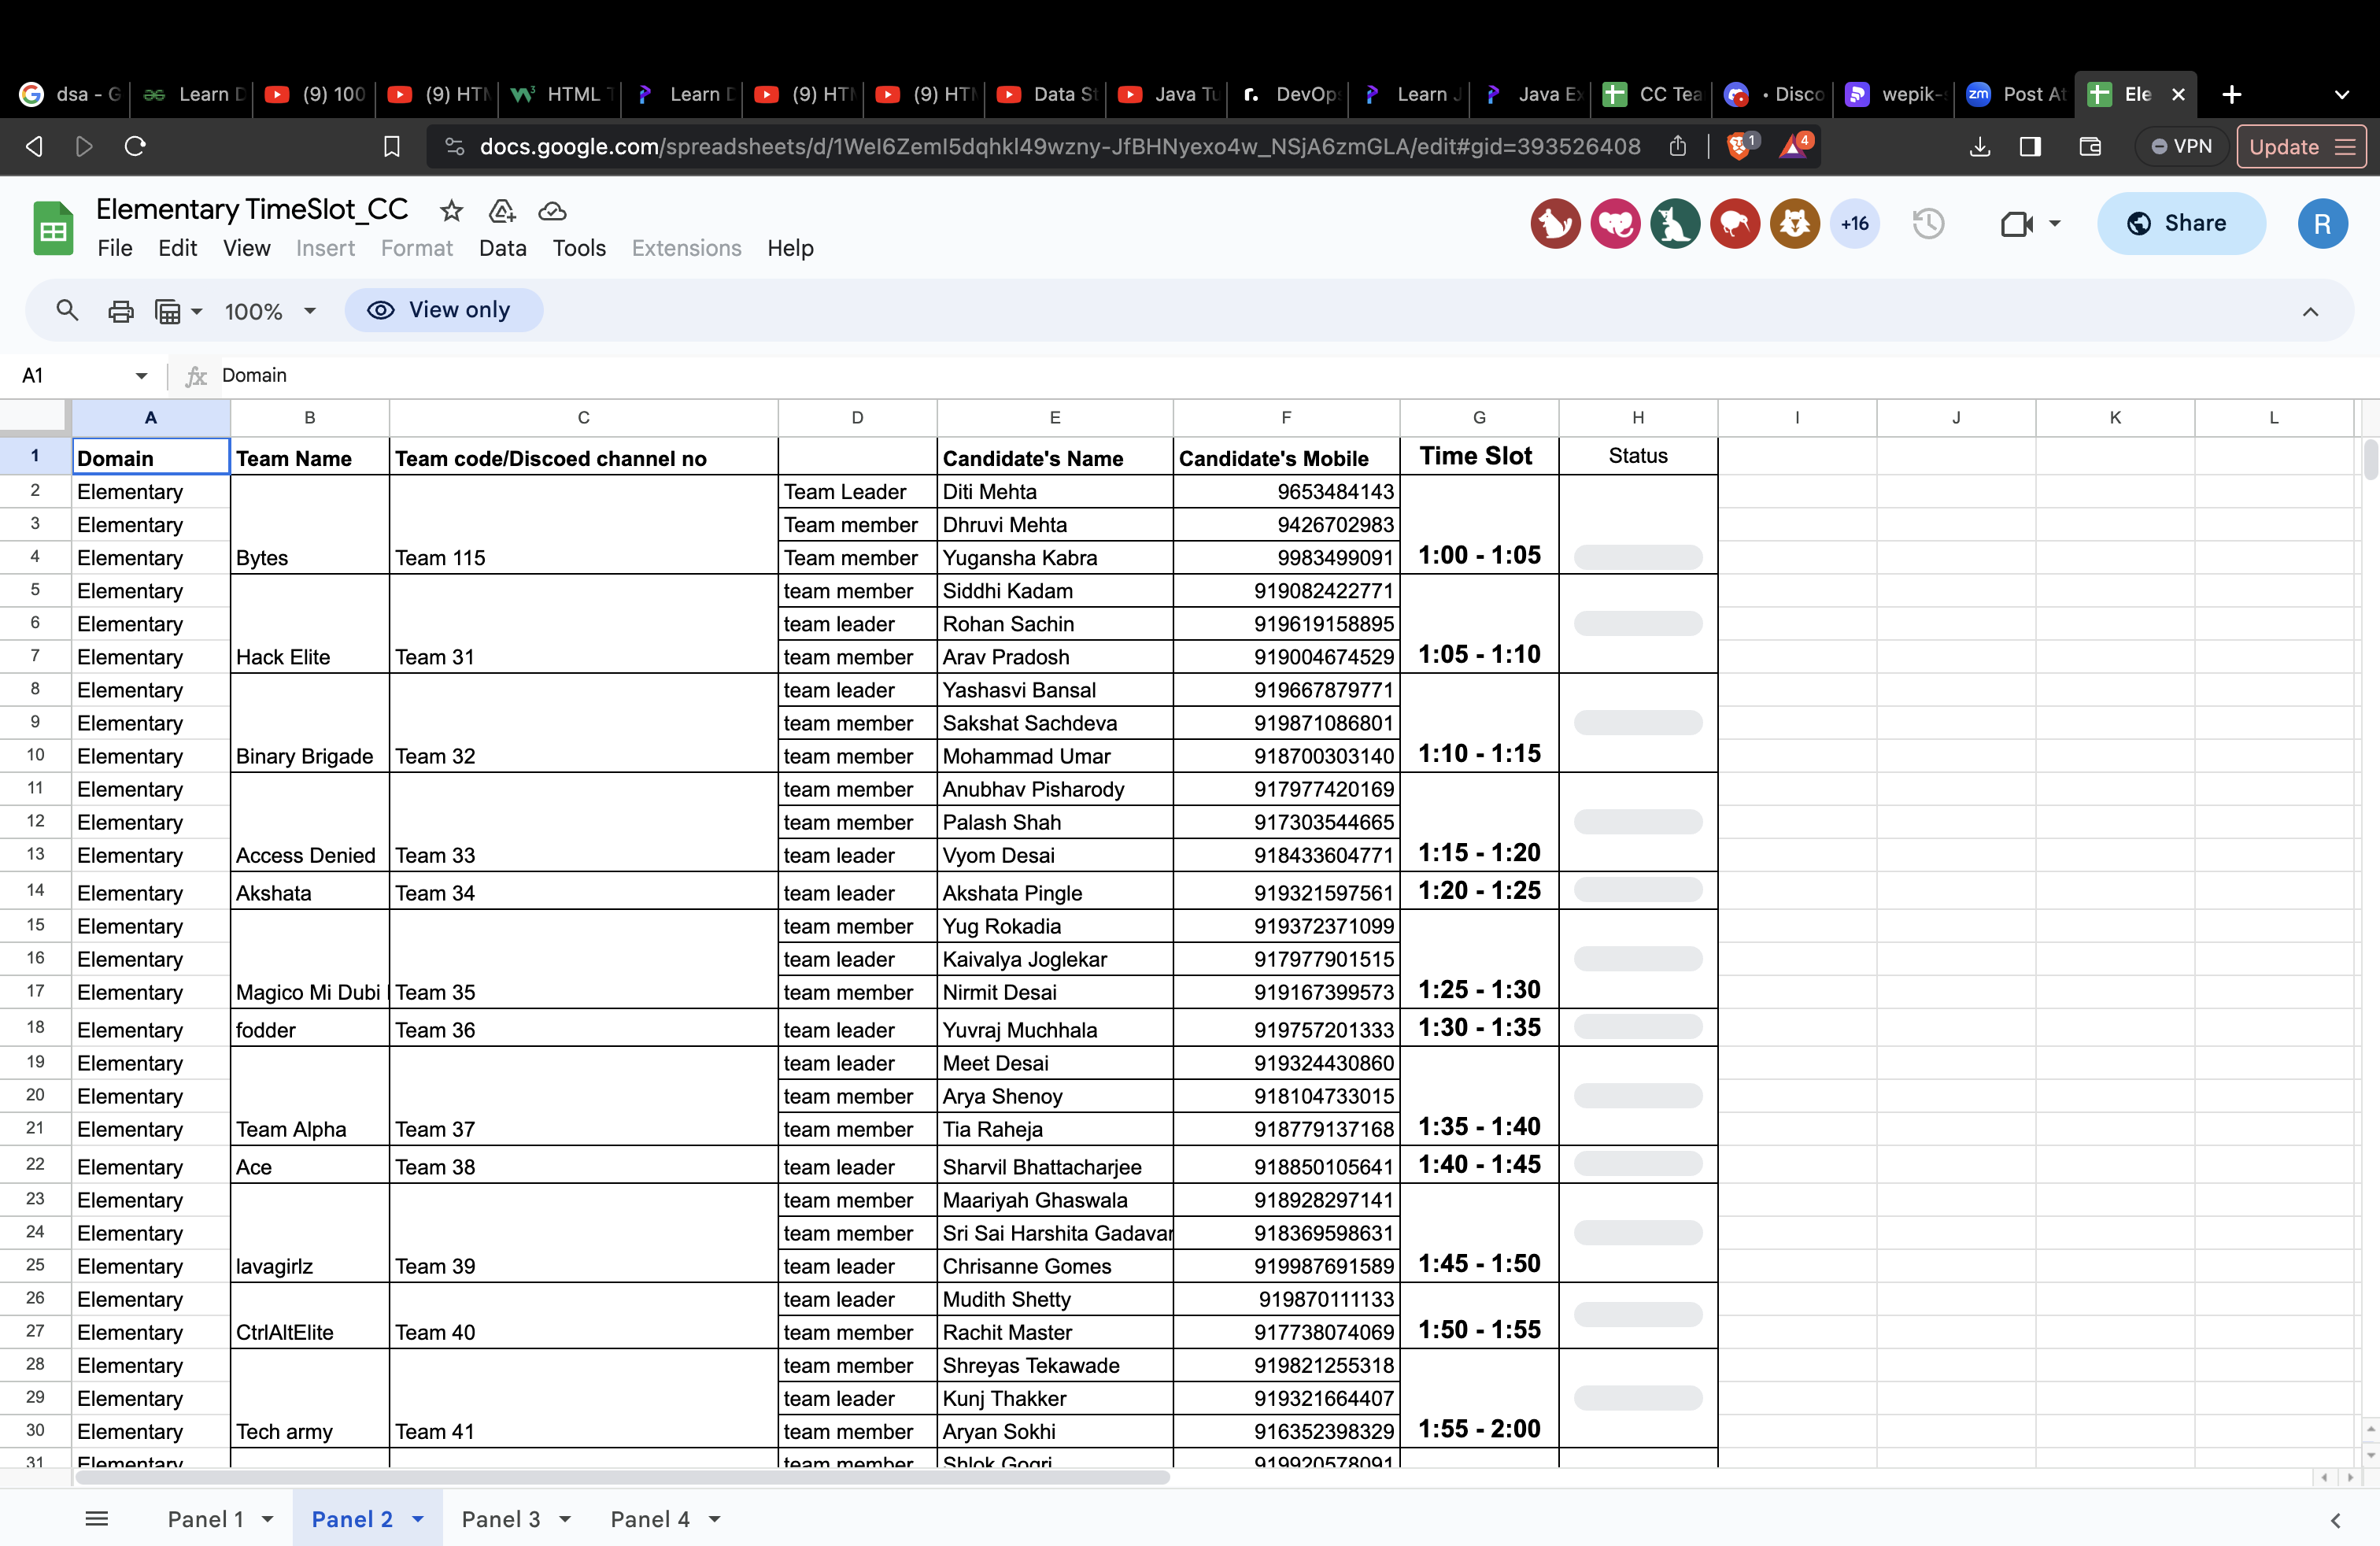 dsa - G
Learn D
(9) 100
(9) HTM
HTML T
Learn D
(9) HTM
(9) HTM
Data St
Java Tu
DevOps
Learn J
Java Ex
CC Tea
• Disco
wepik-
Post At
Ele
docs.google.com/spreadsheets/d/1WeI6ZemI5dqhkl49wzny-JfBHNyexo4w_NSjA6zmGLA/edit#gid=393526408
1
4
VPN
Update
Elementary TimeSlot_CC
+16
Share
R
File Edit View Insert Format Data Tools Extensions Help
100%
View only
A1
fx
Domain
A B C D E F G H I J K L
1 Domain Team Name Team code/Discoed channel no Candidate's Name Candidate's Mobile Time Slot Status
2 Elementary Team Leader Diti Mehta 9653484143
3 Elementary Team member Dhruvi Mehta 9426702983
4 Elementary Bytes Team 115 Team member Yugansha Kabra 9983499091 1:00 - 1:05
5 Elementary team member Siddhi Kadam 919082422771
6 Elementary team leader Rohan Sachin 919619158895
7 Elementary Hack Elite Team 31 team member Arav Pradosh 919004674529 1:05 - 1:10
8 Elementary team leader Yashasvi Bansal 919667879771
9 Elementary team member Sakshat Sachdeva 919871086801
10 Elementary Binary Brigade Team 32 team member Mohammad Umar 918700303140 1:10 - 1:15
11 Elementary team member Anubhav Pisharody 917977420169
12 Elementary team member Palash Shah 917303544665
13 Elementary Access Denied Team 33 team leader Vyom Desai 918433604771 1:15 - 1:20
14 Elementary Akshata Team 34 team leader Akshata Pingle 919321597561 1:20 - 1:25
15 Elementary team member Yug Rokadia 919372371099
16 Elementary team leader Kaivalya Joglekar 917977901515
17 Elementary Magico Mi Dubi Team 35 team member Nirmit Desai 919167399573 1:25 - 1:30
18 Elementary fodder Team 36 team leader Yuvraj Muchhala 919757201333 1:30 - 1:35
19 Elementary team leader Meet Desai 919324430860
20 Elementary team member Arya Shenoy 918104733015
21 Elementary Team Alpha Team 37 team member Tia Raheja 918779137168 1:35 - 1:40
22 Elementary Ace Team 38 team leader Sharvil Bhattacharjee 918850105641 1:40 - 1:45
23 Elementary team member Maariyah Ghaswala 918928297141
24 Elementary team member Sri Sai Harshita Gadavar 918369598631
25 Elementary lavagirlz Team 39 team leader Chrisanne Gomes 919987691589 1:45 - 1:50
26 Elementary team leader Mudith Shetty 919870111133
27 Elementary CtrlAltElite Team 40 team member Rachit Master 917738074069 1:50 - 1:55
28 Elementary team member Shreyas Tekawade 919821255318
29 Elementary team leader Kunj Thakker 919321664407
30 Elementary Tech army Team 41 team member Aryan Sokhi 916352398329 1:55 - 2:00
31 Elementary team member Shlok Gogri 919920578091
Panel 1 Panel 2 Panel 3 Panel 4